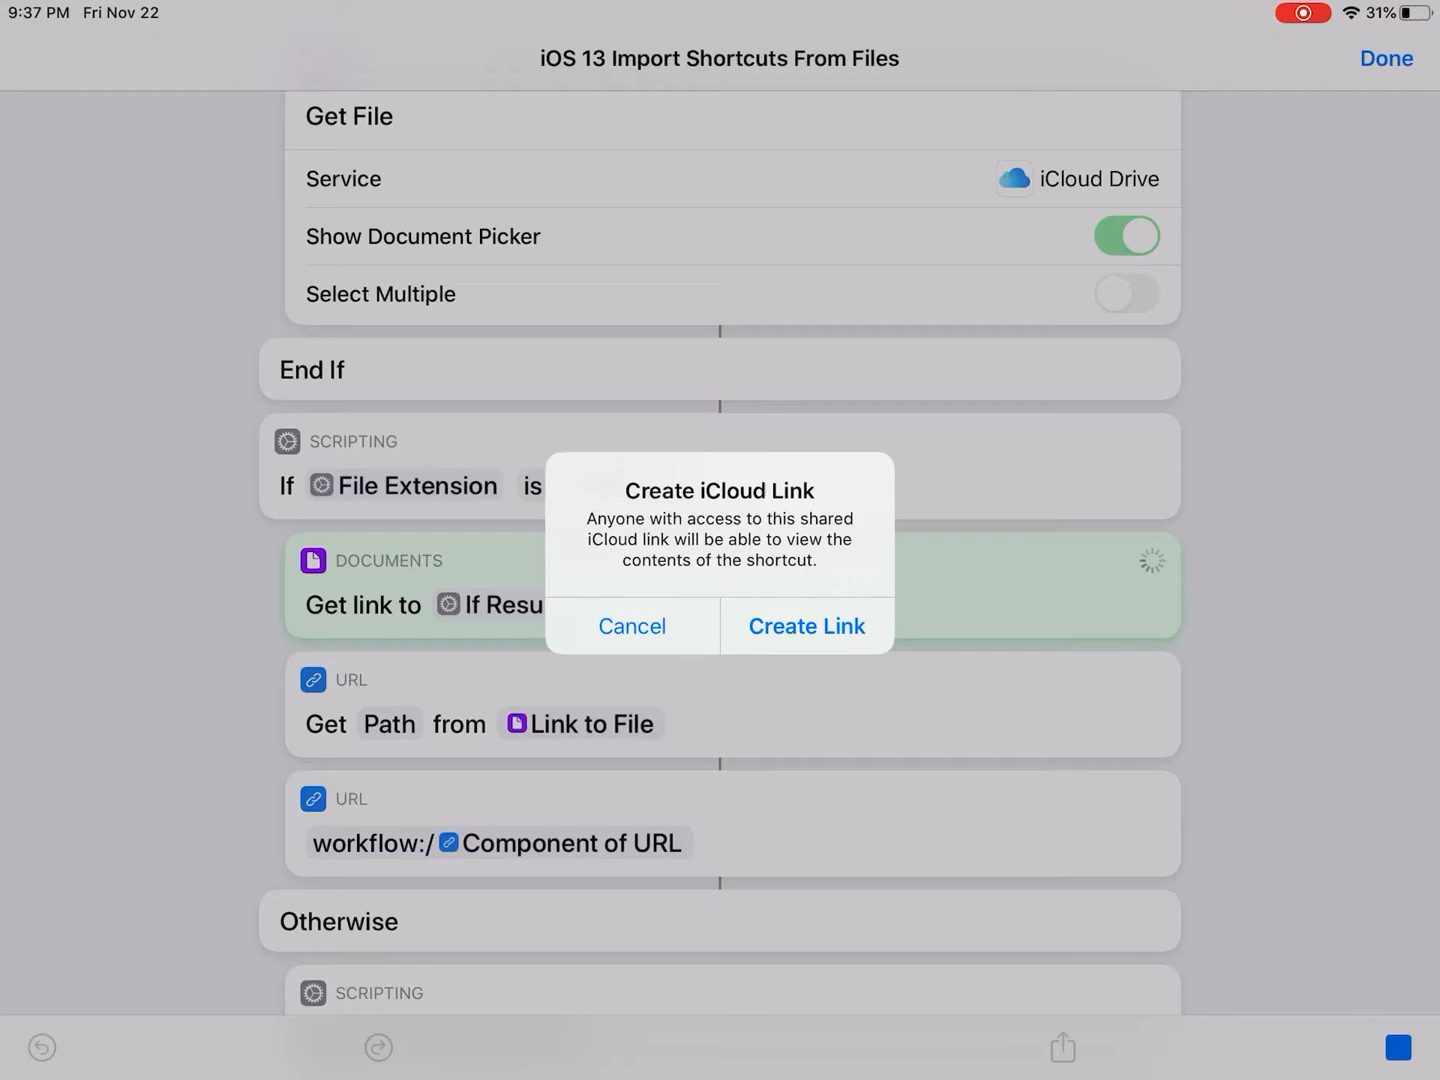 9:37 PM Fri Nov 22
31%
iOS 13 Import Shortcuts From Files
Done
Get File
Service
iCloud Drive
Show Document Picker
Select Multiple
End If
SCRIPTING
If File Extension is
DOCUMENTS
Get link to If Resu
Create iCloud Link
Anyone with access to this shared
iCloud link will be able to view the
contents of the shortcut.
Cancel
Create Link
URL
Get Path from Link to File
URL
workflow:/ Component of URL
Otherwise
SCRIPTING